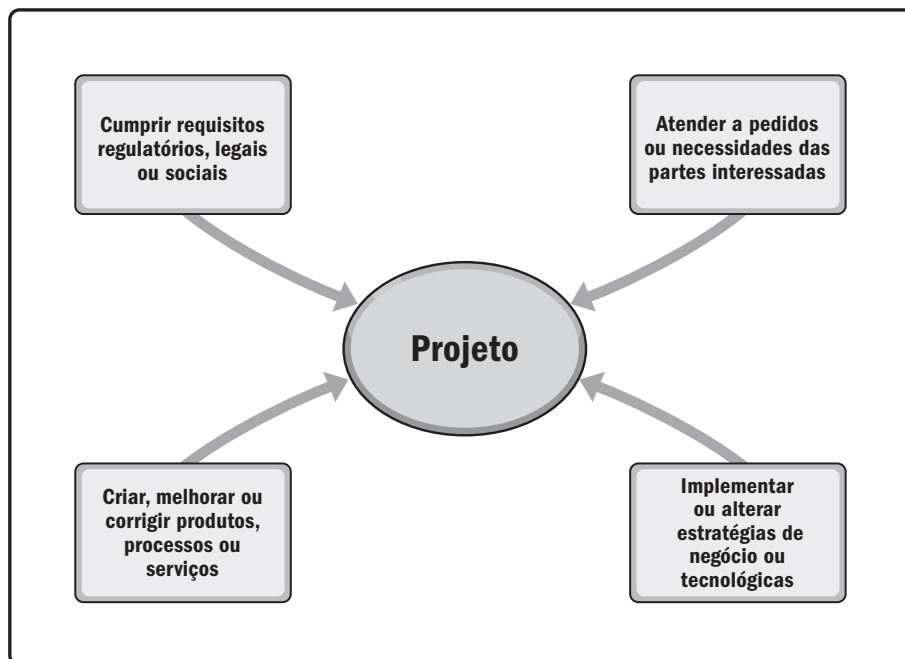 Cumprir requisitos
regulatórios, legais
ou sociais
Atender a pedidos
ou necessidades das
partes interessadas
Projeto
Criar, melhorar ou
corrigir produtos,
processos ou
serviços
Implementar
ou alterar
estratégias de
negócio ou
tecnológicas